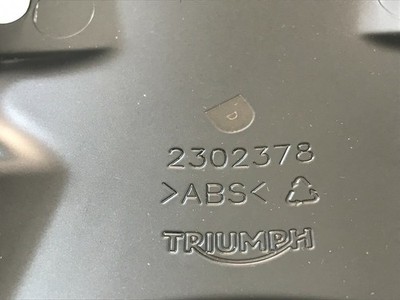 D
2302378
>ABS<
TRIUMPH